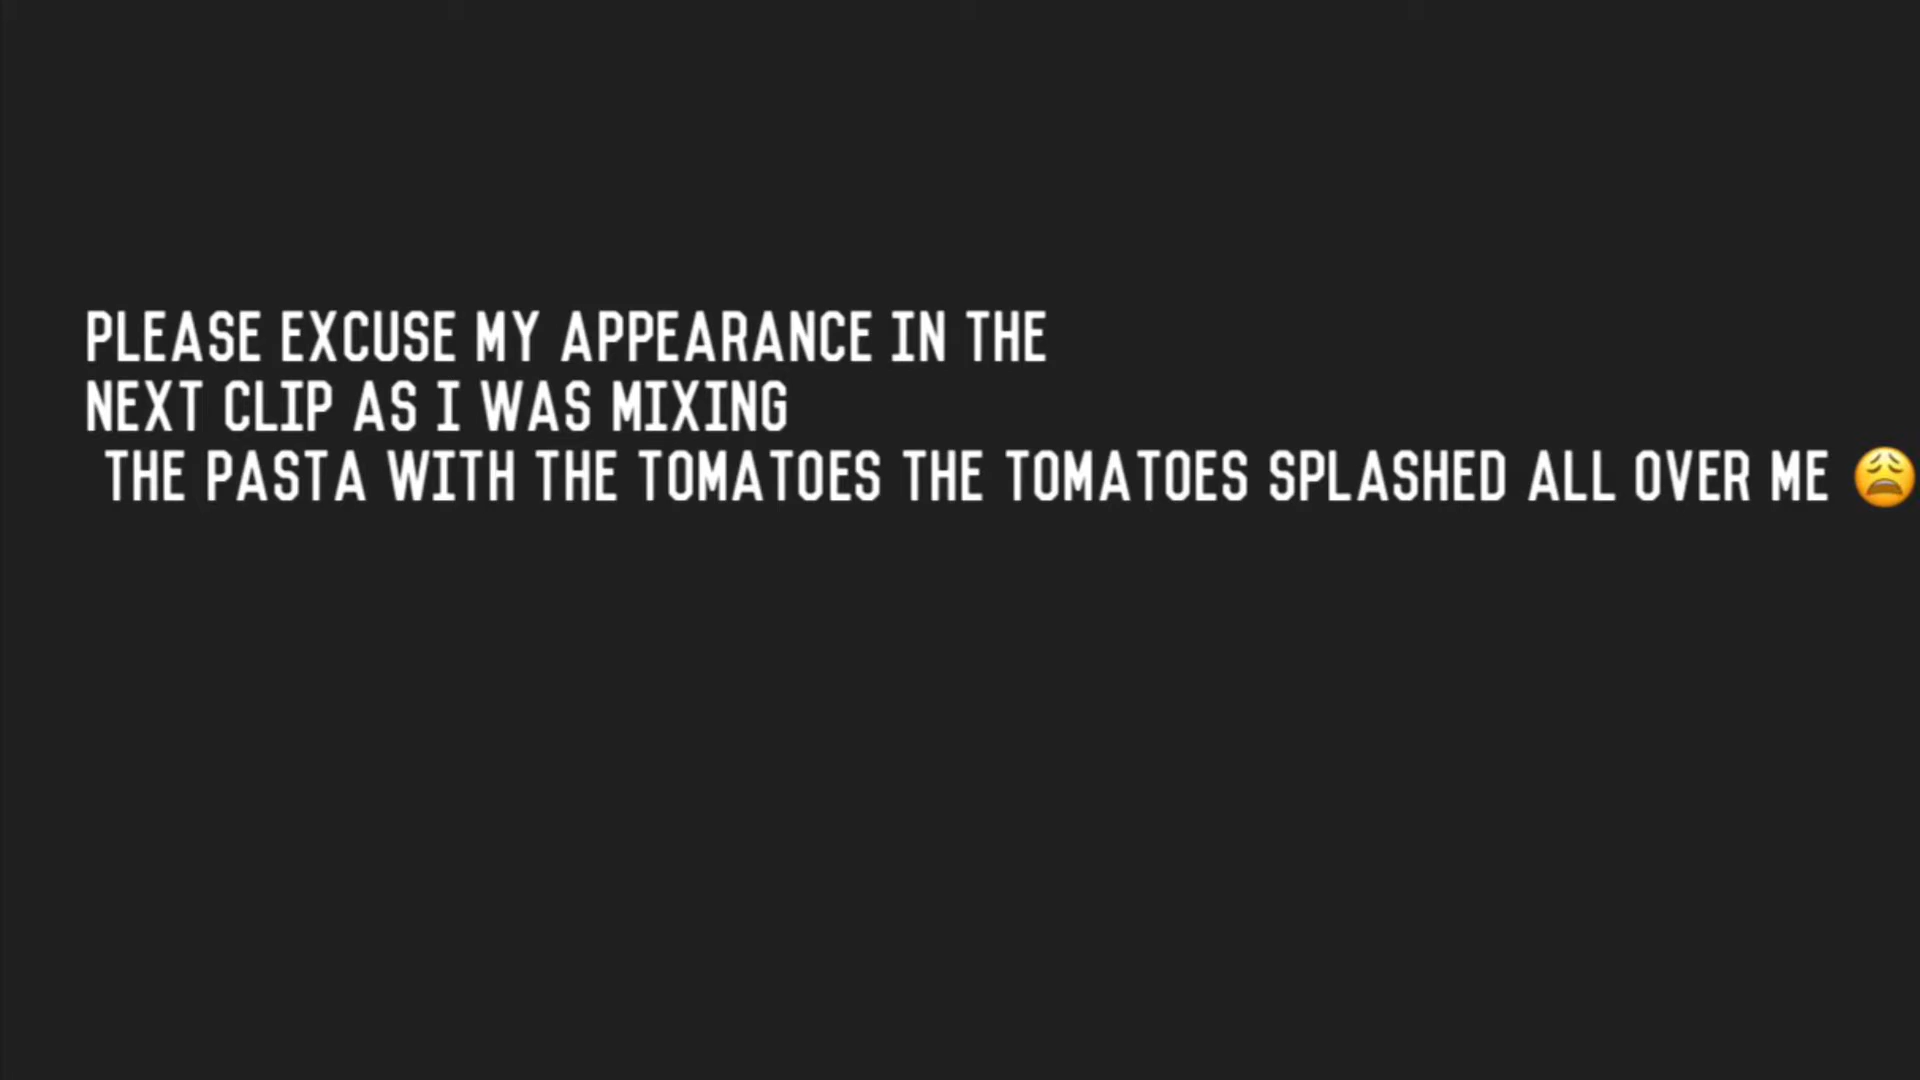 PLEASE EXCUSE MY APPEARANCE IN THE
NEXT CLIP AS I WAS MIXING
THE PASTA WITH THE TOMATOES THE TOMATOES SPLASHED ALL OVER ME 😩